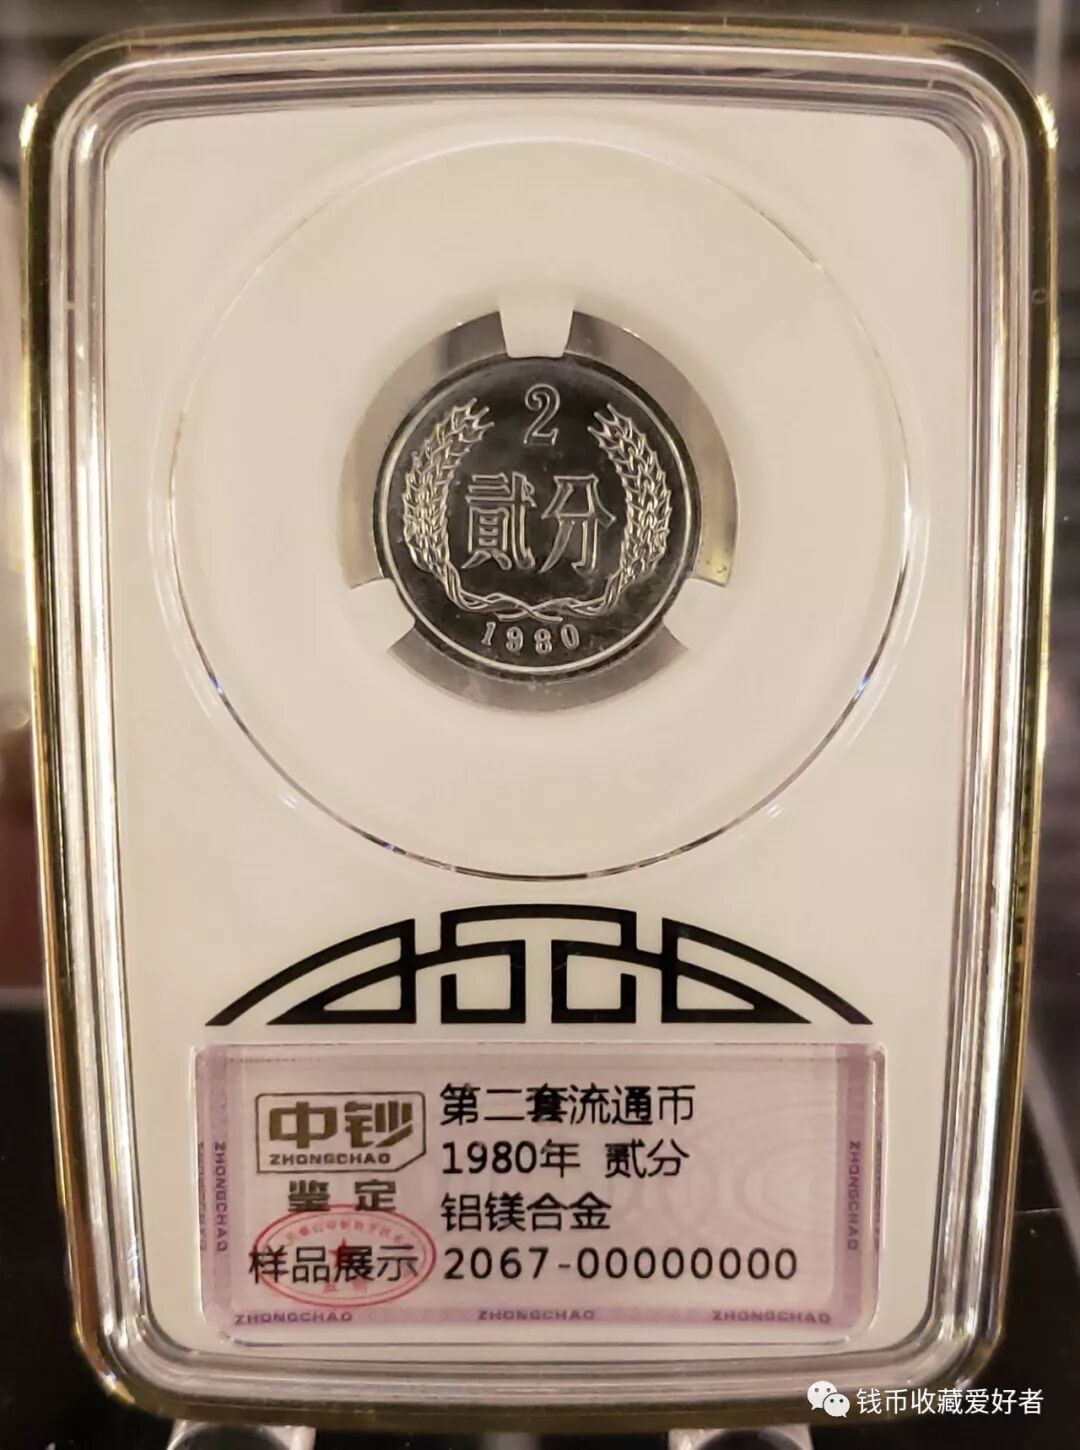 2
貳分
1980
中钞
ZHONGCHAO
鉴定
样品展示
第二套流通币
1980年 贰分
铝镁合金
2067-00000000
ZHONGCHAO
ZHONGCHAO
ZHONGCHAO
ZHONGCHAO
ZHONGCHAO
钱币收藏爱好者